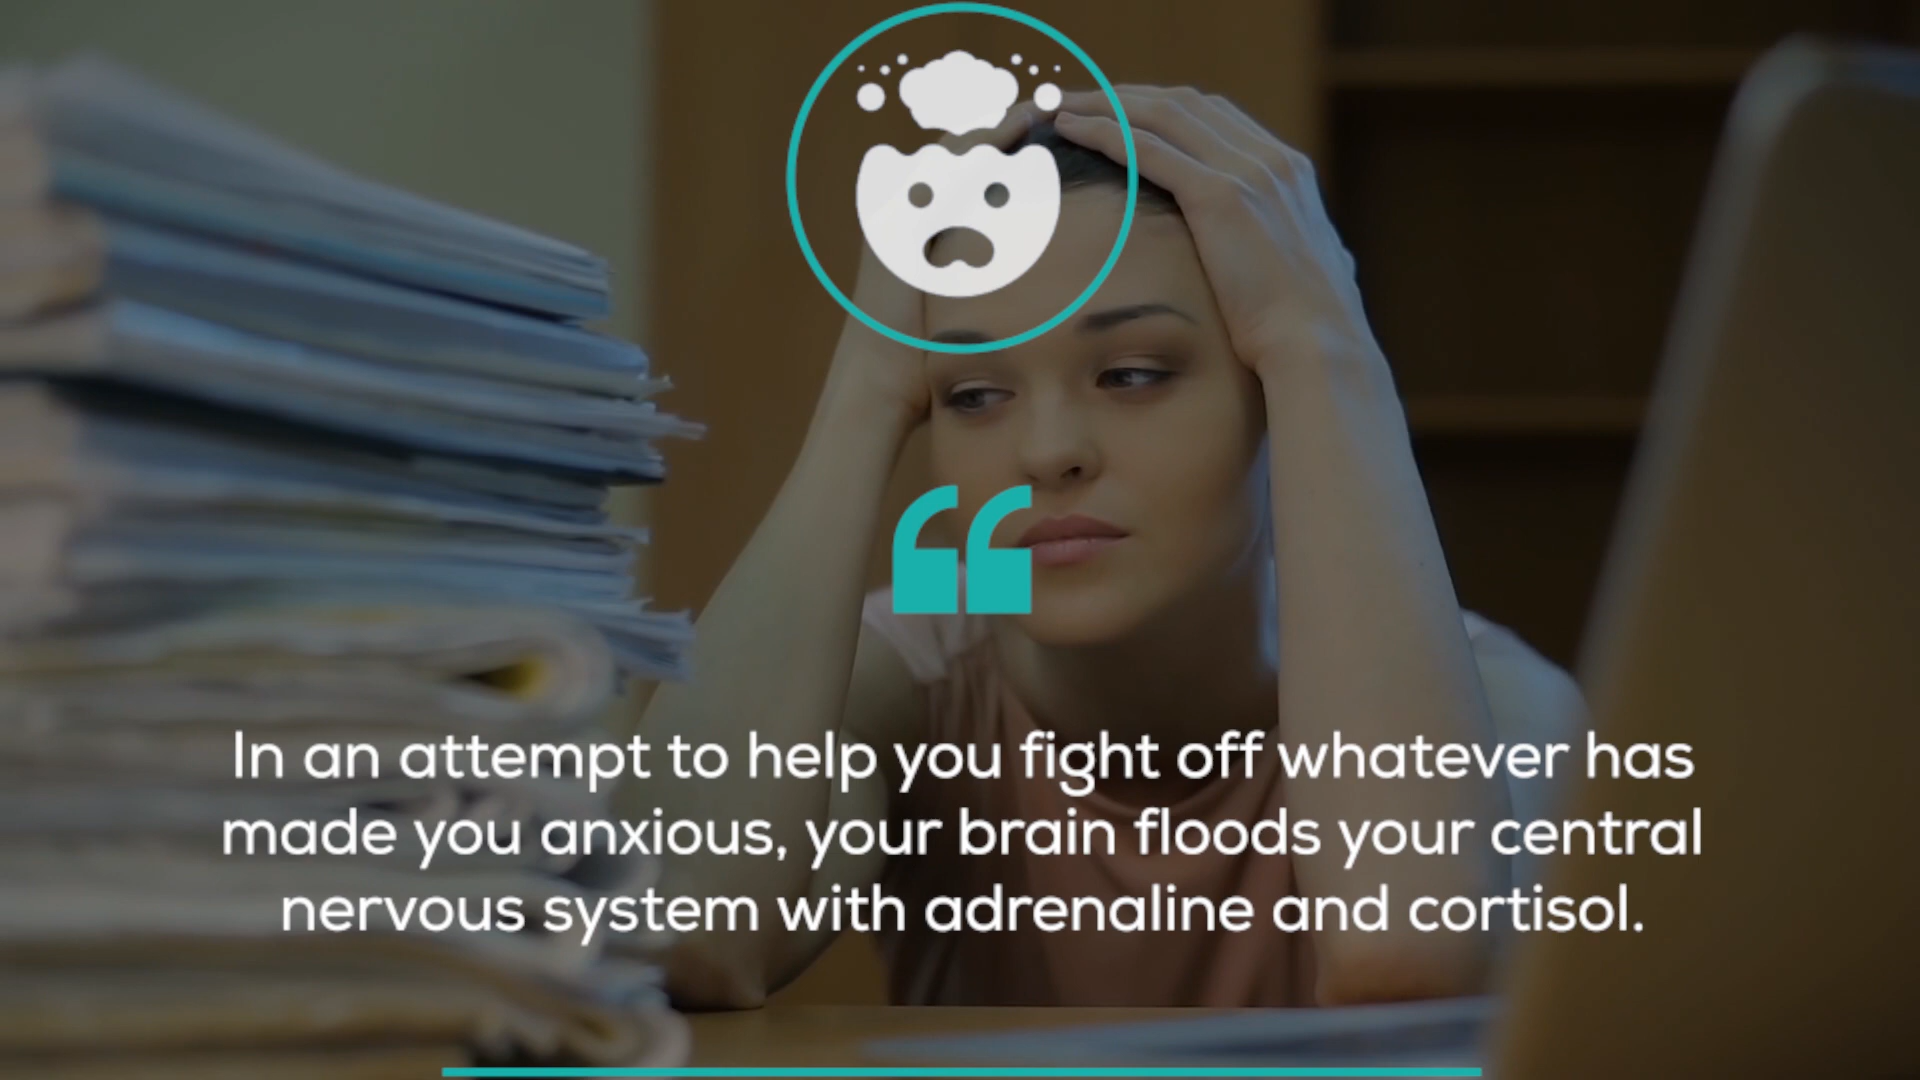 In an attempt to help you fight off whatever has
made you anxious, your brain floods your central
nervous system with adrenaline and cortisol.